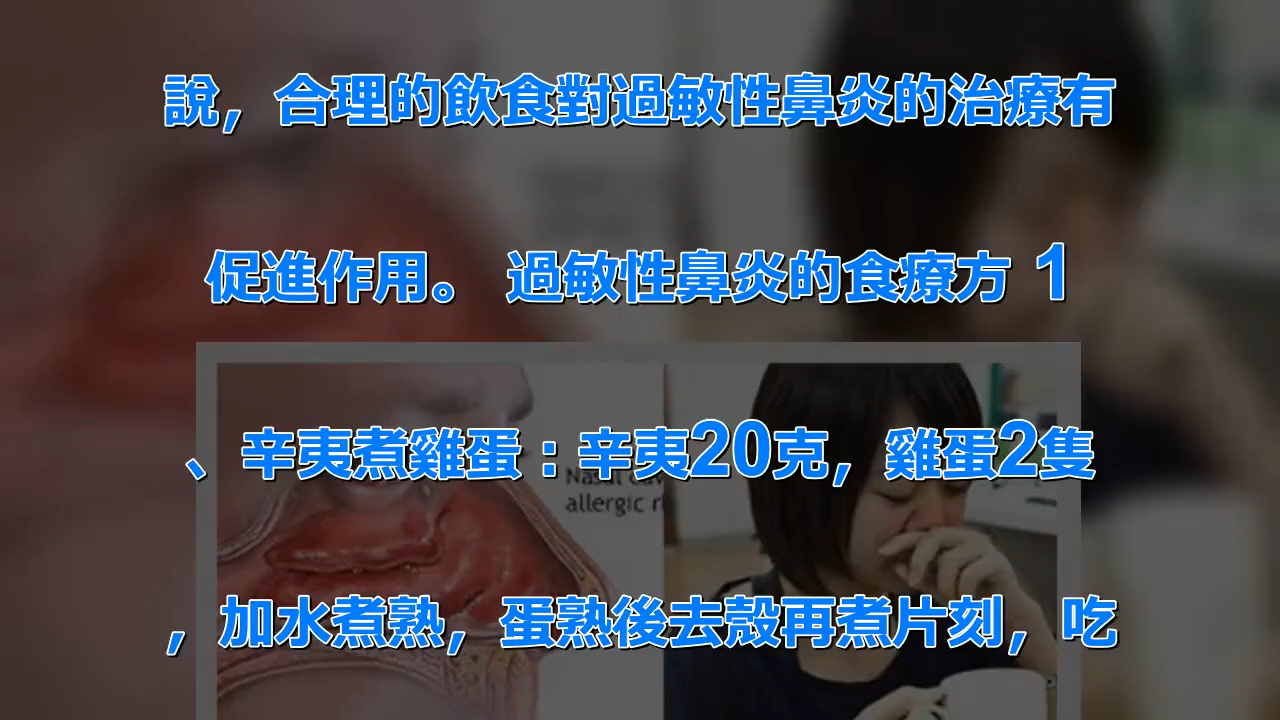 說，合理的飲食對過敏性鼻炎的治療有
促進作用。 過敏性鼻炎的食療方 1
、辛夷煮雞蛋：辛夷20克，雞蛋2隻
allergic
，加水煮熟，蛋熟後去殼再煮片刻，吃